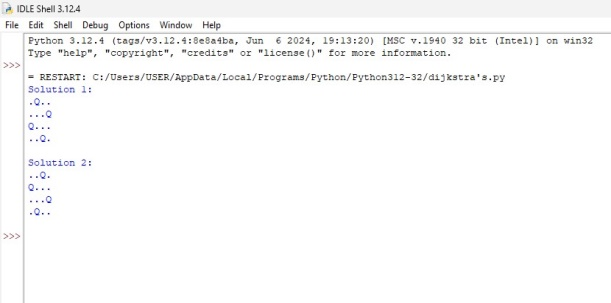 IDLE Shell 3.12.4
File Edit Shell Debug Options Window Help
Python 3.12.4 (tags/v3.12.4:8e8a4ba, Jun  6 2024, 19:13:20) [MSC v.1940 32 bit (Intel)] on win32
Type "help", "copyright", "credits" or "license()" for more information.
>>>
= RESTART: C:/Users/USER/AppData/Local/Programs/Python/Python312-32/dijkstra's.py
Solution 1:
.Q..
...Q
Q...
..Q.
Solution 2:
..Q.
Q...
...Q
.Q..
>>>